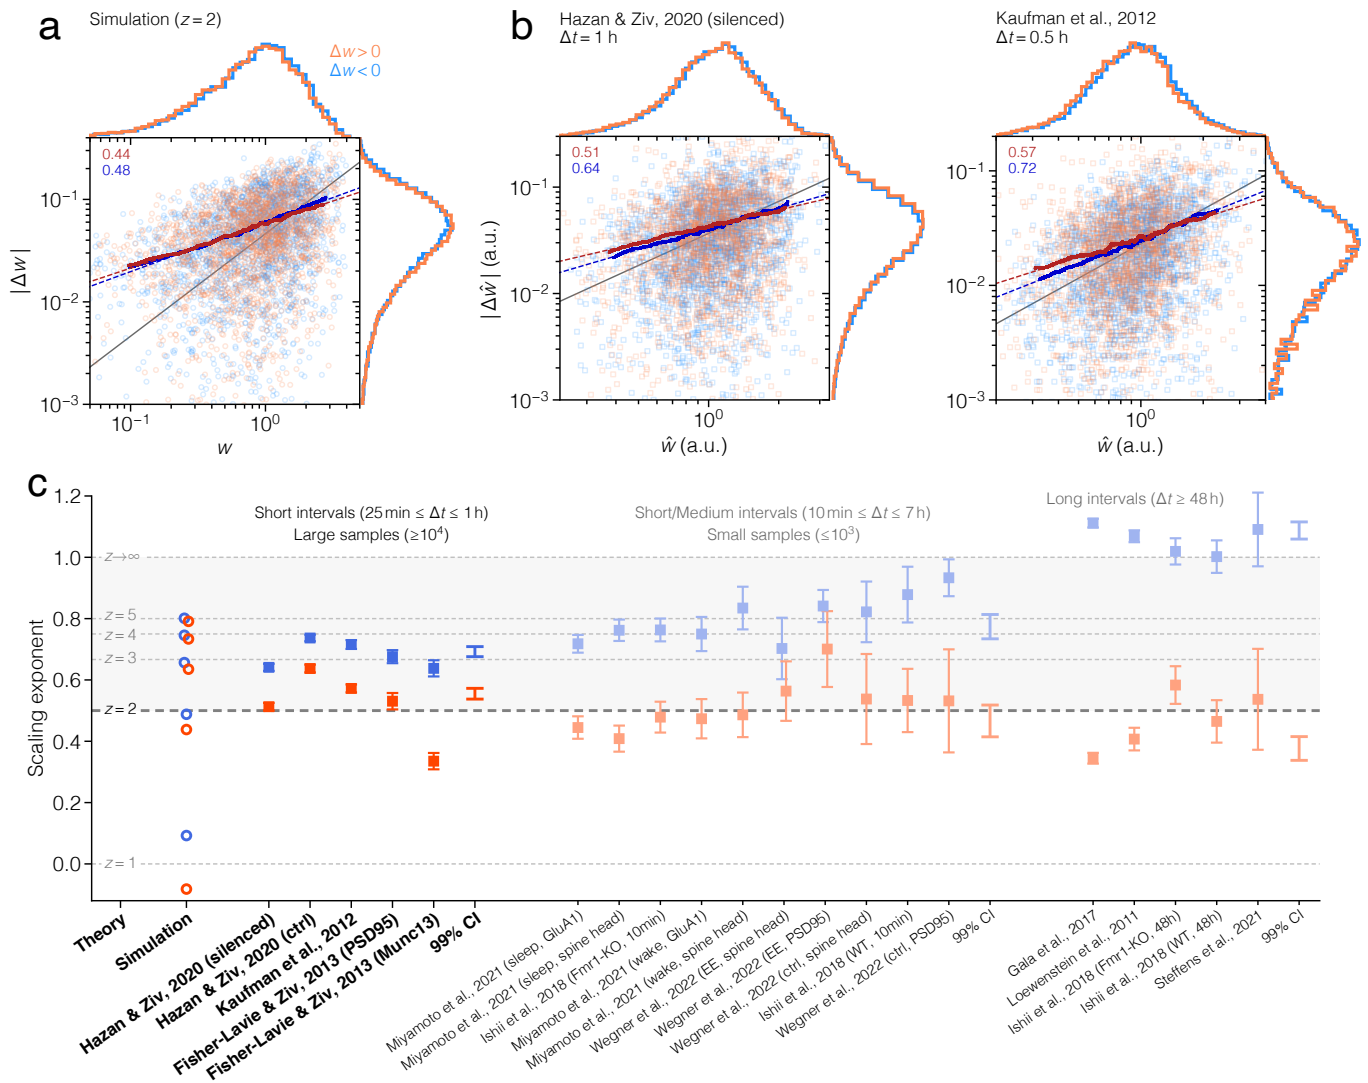 a
Simulation (z = 2)
Δw > 0
Δw < 0
0.44
0.48
10⁻¹
10⁻²
10⁻³
|Δw|
10⁻¹
10⁰
w
b
Hazan & Ziv, 2020 (silenced)
Δt = 1 h
0.51
0.64
10⁻¹
10⁻²
10⁻³
|Δŵ| (a.u.)
10⁰
ŵ (a.u.)
Kaufman et al., 2012
Δt = 0.5 h
0.57
0.72
10⁻¹
10⁻²
10⁻³
10⁰
ŵ (a.u.)
c
Short intervals (25 min ≤ Δt ≤ 1 h)
Large samples (≥10⁴)
Short/Medium intervals (10 min ≤ Δt ≤ 7 h)
Small samples (≤10³)
Long intervals (Δt ≥ 48 h)
Scaling exponent
1.2
1.0
0.8
0.6
0.4
0.2
0.0
z→∞
z = 5
z = 4
z = 3
z = 2
z = 1
Theory
Simulation
Hazan & Ziv, 2020 (silenced)
Hazan & Ziv, 2020 (ctrl)
Kaufman et al., 2012
Fisher-Lavie & Ziv, 2013 (PSD95)
Fisher-Lavie & Ziv, 2013 (Munc13)
99% CI
Miyamoto et al., 2021 (sleep, GluA1)
Miyamoto et al., 2021 (sleep, spine head)
Ishii et al., 2018 (Fmr1-KO, 10min)
Miyamoto et al., 2021 (wake, GluA1)
Miyamoto et al., 2021 (wake, spine head)
Wegner et al., 2022 (EE, spine head)
Wegner et al., 2022 (EE, PSD95)
Wegner et al., 2022 (ctrl, spine head)
Ishii et al., 2018 (WT, 10min)
Wegner et al., 2022 (ctrl, PSD95)
99% CI
Gala et al., 2017
Loewenstein et al., 2011
Ishii et al., 2018 (Fmr1-KO, 48h)
Ishii et al., 2018 (WT, 48h)
Steffens et al., 2021
99% CI